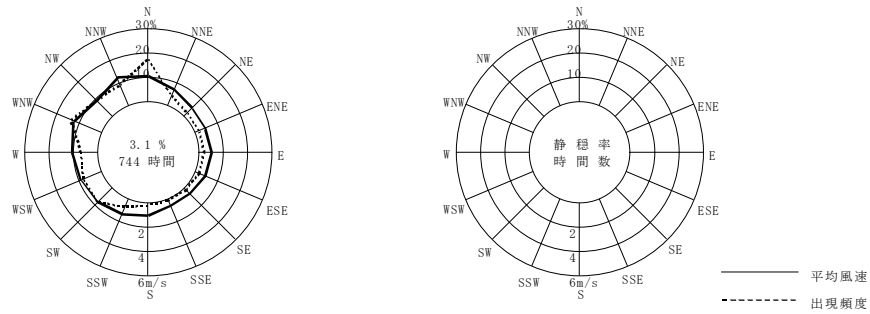 N
30%
NNW
NNE
20
NW
NE
10
WNW
ENE
3.1 %
744 時間
W
E
WSW
ESE
2
SW
SE
4
SSW
SSE
6m/s
S
N
30%
NNW
NNE
20
NW
NE
10
WNW
ENE
静 穏 率
時 間 数
W
E
WSW
ESE
2
SW
SE
4
SSW
SSE
6m/s
S
平均風速
出現頻度